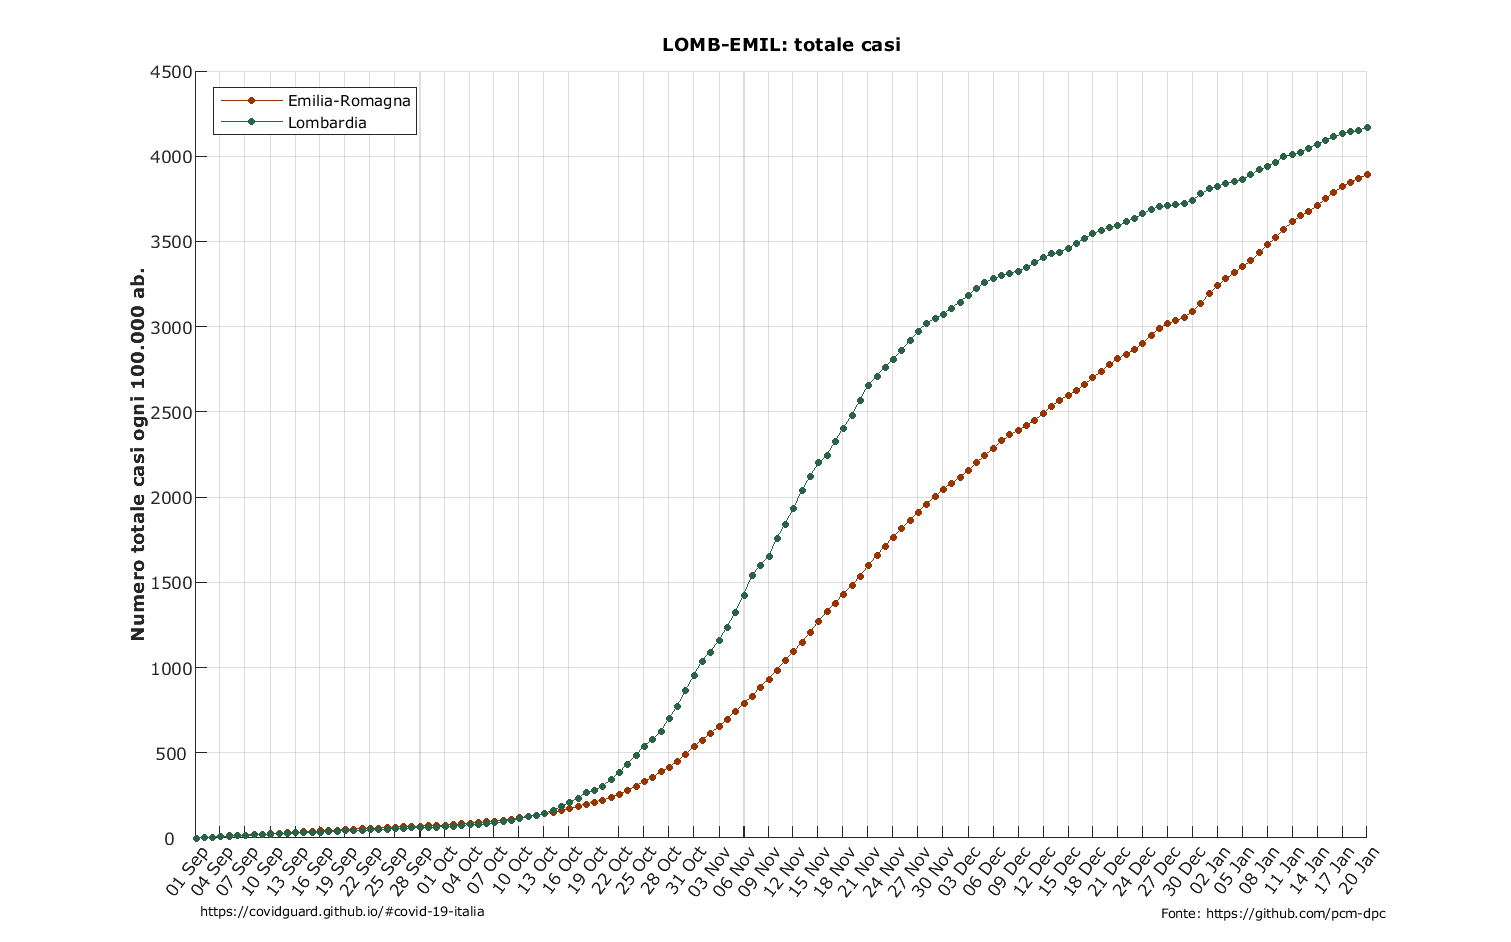 LOMB-EMIL: totale casi
Emilia-Romagna
Lombardia
Numero totale casi ogni 100.000 ab.
4500
4000
3500
3000
2500
2000
1500
1000
500
0
01 Sep
04 Sep
07 Sep
10 Sep
13 Sep
16 Sep
19 Sep
22 Sep
25 Sep
28 Sep
01 Oct
04 Oct
07 Oct
10 Oct
13 Oct
16 Oct
19 Oct
22 Oct
25 Oct
28 Oct
31 Oct
03 Nov
06 Nov
09 Nov
12 Nov
15 Nov
18 Nov
21 Nov
24 Nov
27 Nov
30 Nov
03 Dec
06 Dec
09 Dec
12 Dec
15 Dec
18 Dec
21 Dec
24 Dec
27 Dec
30 Dec
02 Jan
05 Jan
08 Jan
11 Jan
14 Jan
17 Jan
20 Jan
https://covidguard.github.io/#covid-19-italia
Fonte: https://github.com/pcm-dpc